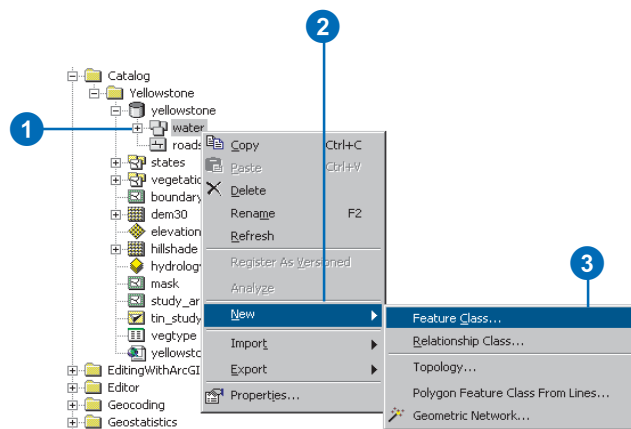 2
Catalog
Yellowstone
yellowstone
1
water
roads
states
vegetatio
boundary
dem30
elevation
hillshade
hydrolog
mask
study_ar
tin_study
vegtype
yellowsto
EditingWithArcGI
Editor
Geocoding
Geostatistics
Copy Ctrl+C
Paste Ctrl+V
Delete
Rename F2
Refresh
Register As Versioned
Analyze
New
Import
Export
Properties...
3
Feature Class...
Relationship Class...
Topology...
Polygon Feature Class From Lines...
Geometric Network...